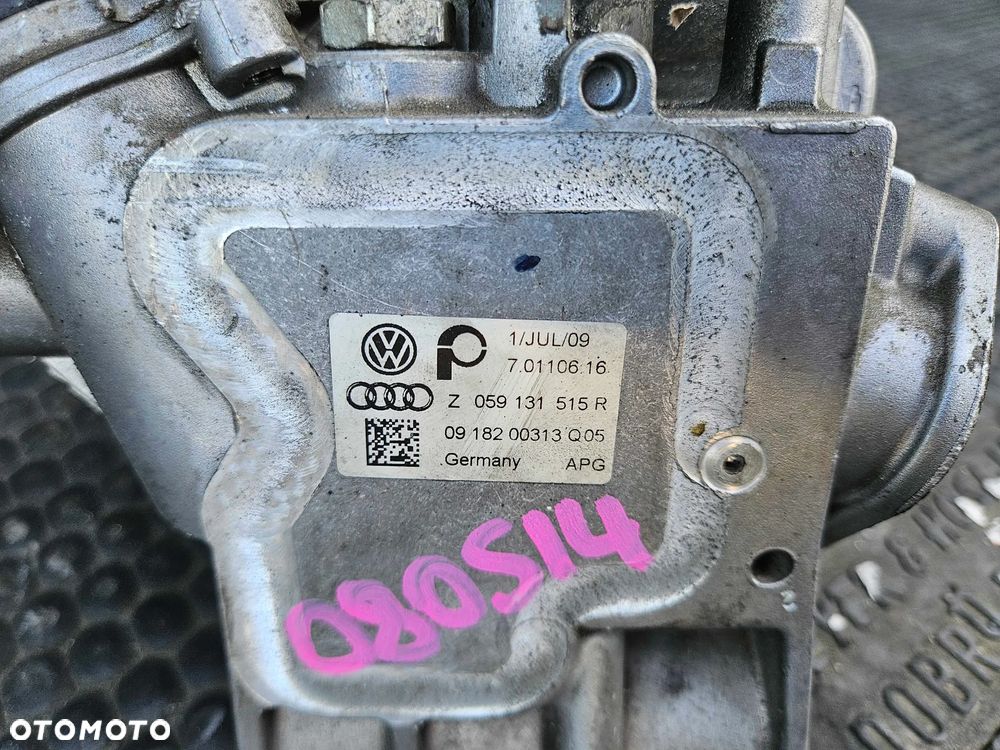 1/JUL/09
7.01106.16
Z 059 131 515 R
09 182 00313 Q05
Germany APG
080514
OTOMOTO